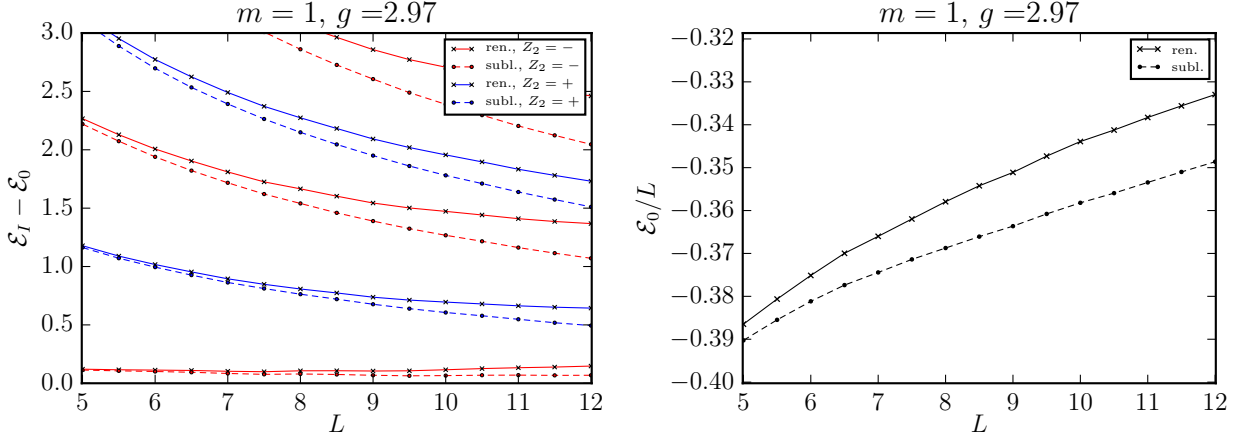 m = 1, g =2.97
3.0
2.5
2.0
1.5
1.0
0.5
0.0
ℰ_I − ℰ_0
ren., Z_2 = −
subl., Z_2 = −
ren., Z_2 = +
subl., Z_2 = +
5 6 7 8 9 10 11 12
L
m = 1, g =2.97
−0.32
−0.33
−0.34
−0.35
−0.36
−0.37
−0.38
−0.39
−0.40
ℰ_0/L
ren.
subl.
5 6 7 8 9 10 11 12
L